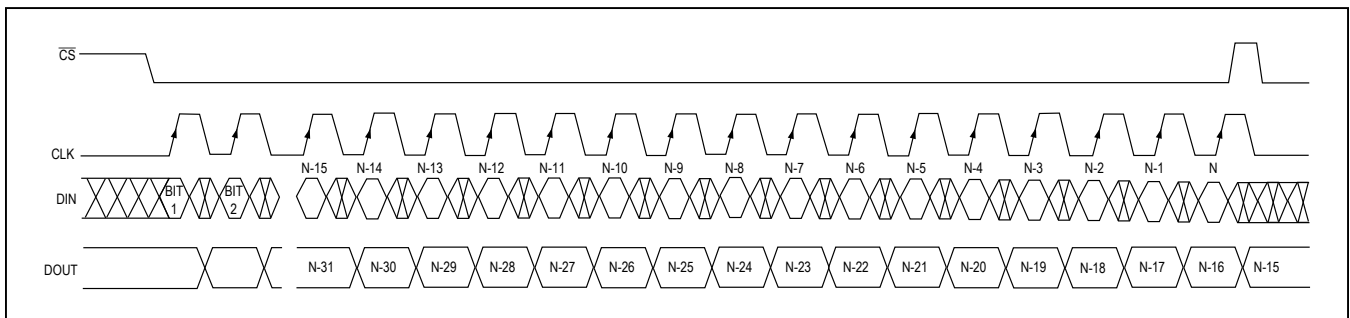 CS
CLK
N-15 N-14 N-13 N-12 N-11 N-10 N-9 N-8 N-7 N-6 N-5 N-4 N-3 N-2 N-1 N
DIN BIT 1 BIT 2
DOUT N-31 N-30 N-29 N-28 N-27 N-26 N-25 N-24 N-23 N-22 N-21 N-20 N-19 N-18 N-17 N-16 N-15